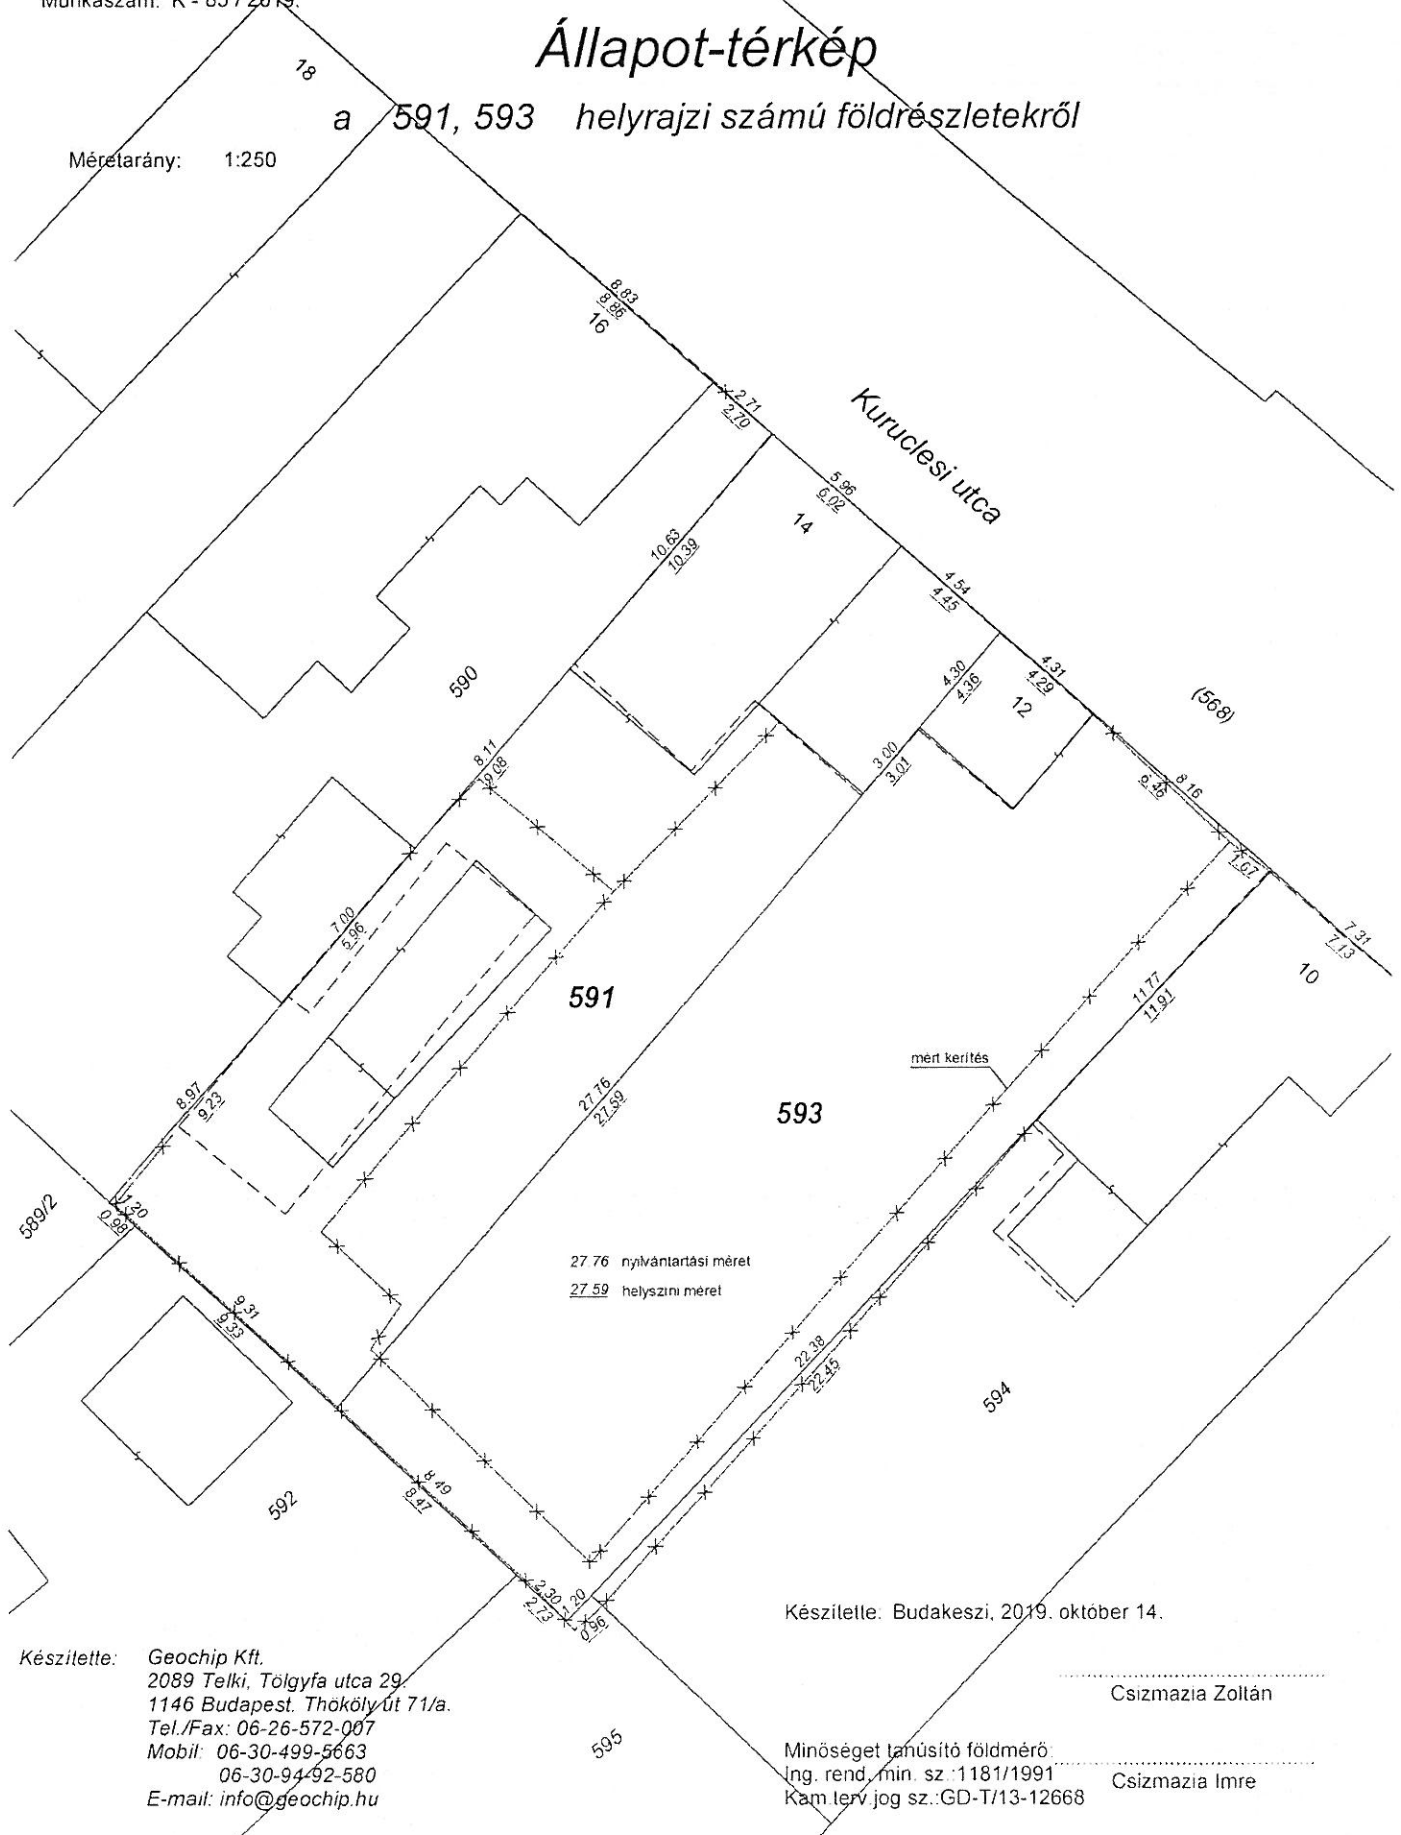 Munkaszám: K - 85 / 2019.
Állapot-térkép
a 591, 593 helyrajzi számú földrészletekről
Méretarány: 1:250
18
8.83
8.86
16
2.71
2.70
Kuruclesi utca
5.96
6.02
14
10.63
10.39
4.54
4.45
4.30
4.36
4.31
4.29
12
(568)
590
8.11
9.08
3.00
3.01
6.46
8.16
1.67
7.00
5.96
7.31
7.13
10
591
11.77
11.91
mért kerítés
8.97
9.23
27.76
27.59
593
589/2
1.20
0.98
27.76 nyilvántartási méret
27.59 helyszíni méret
9.31
9.33
22.38
22.45
594
8.49
8.47
592
2.30
2.73
1.20
0.96
Készítette: Budakeszi, 2019. október 14.
Készítette: Geochip Kft.
2089 Telki, Tölgyfa utca 29.
1146 Budapest. Thököly út 71/a.
Tel./Fax: 06-26-572-007
Mobil: 06-30-499-5663
06-30-94-92-580
E-mail: info@geochip.hu
595
Csizmazia Zoltán
Minőséget tanúsító földmérő:
Ing. rend. min. sz.:1181/1991
Csizmazia Imre
Kam.terv.jog sz.:GD-T/13-12668